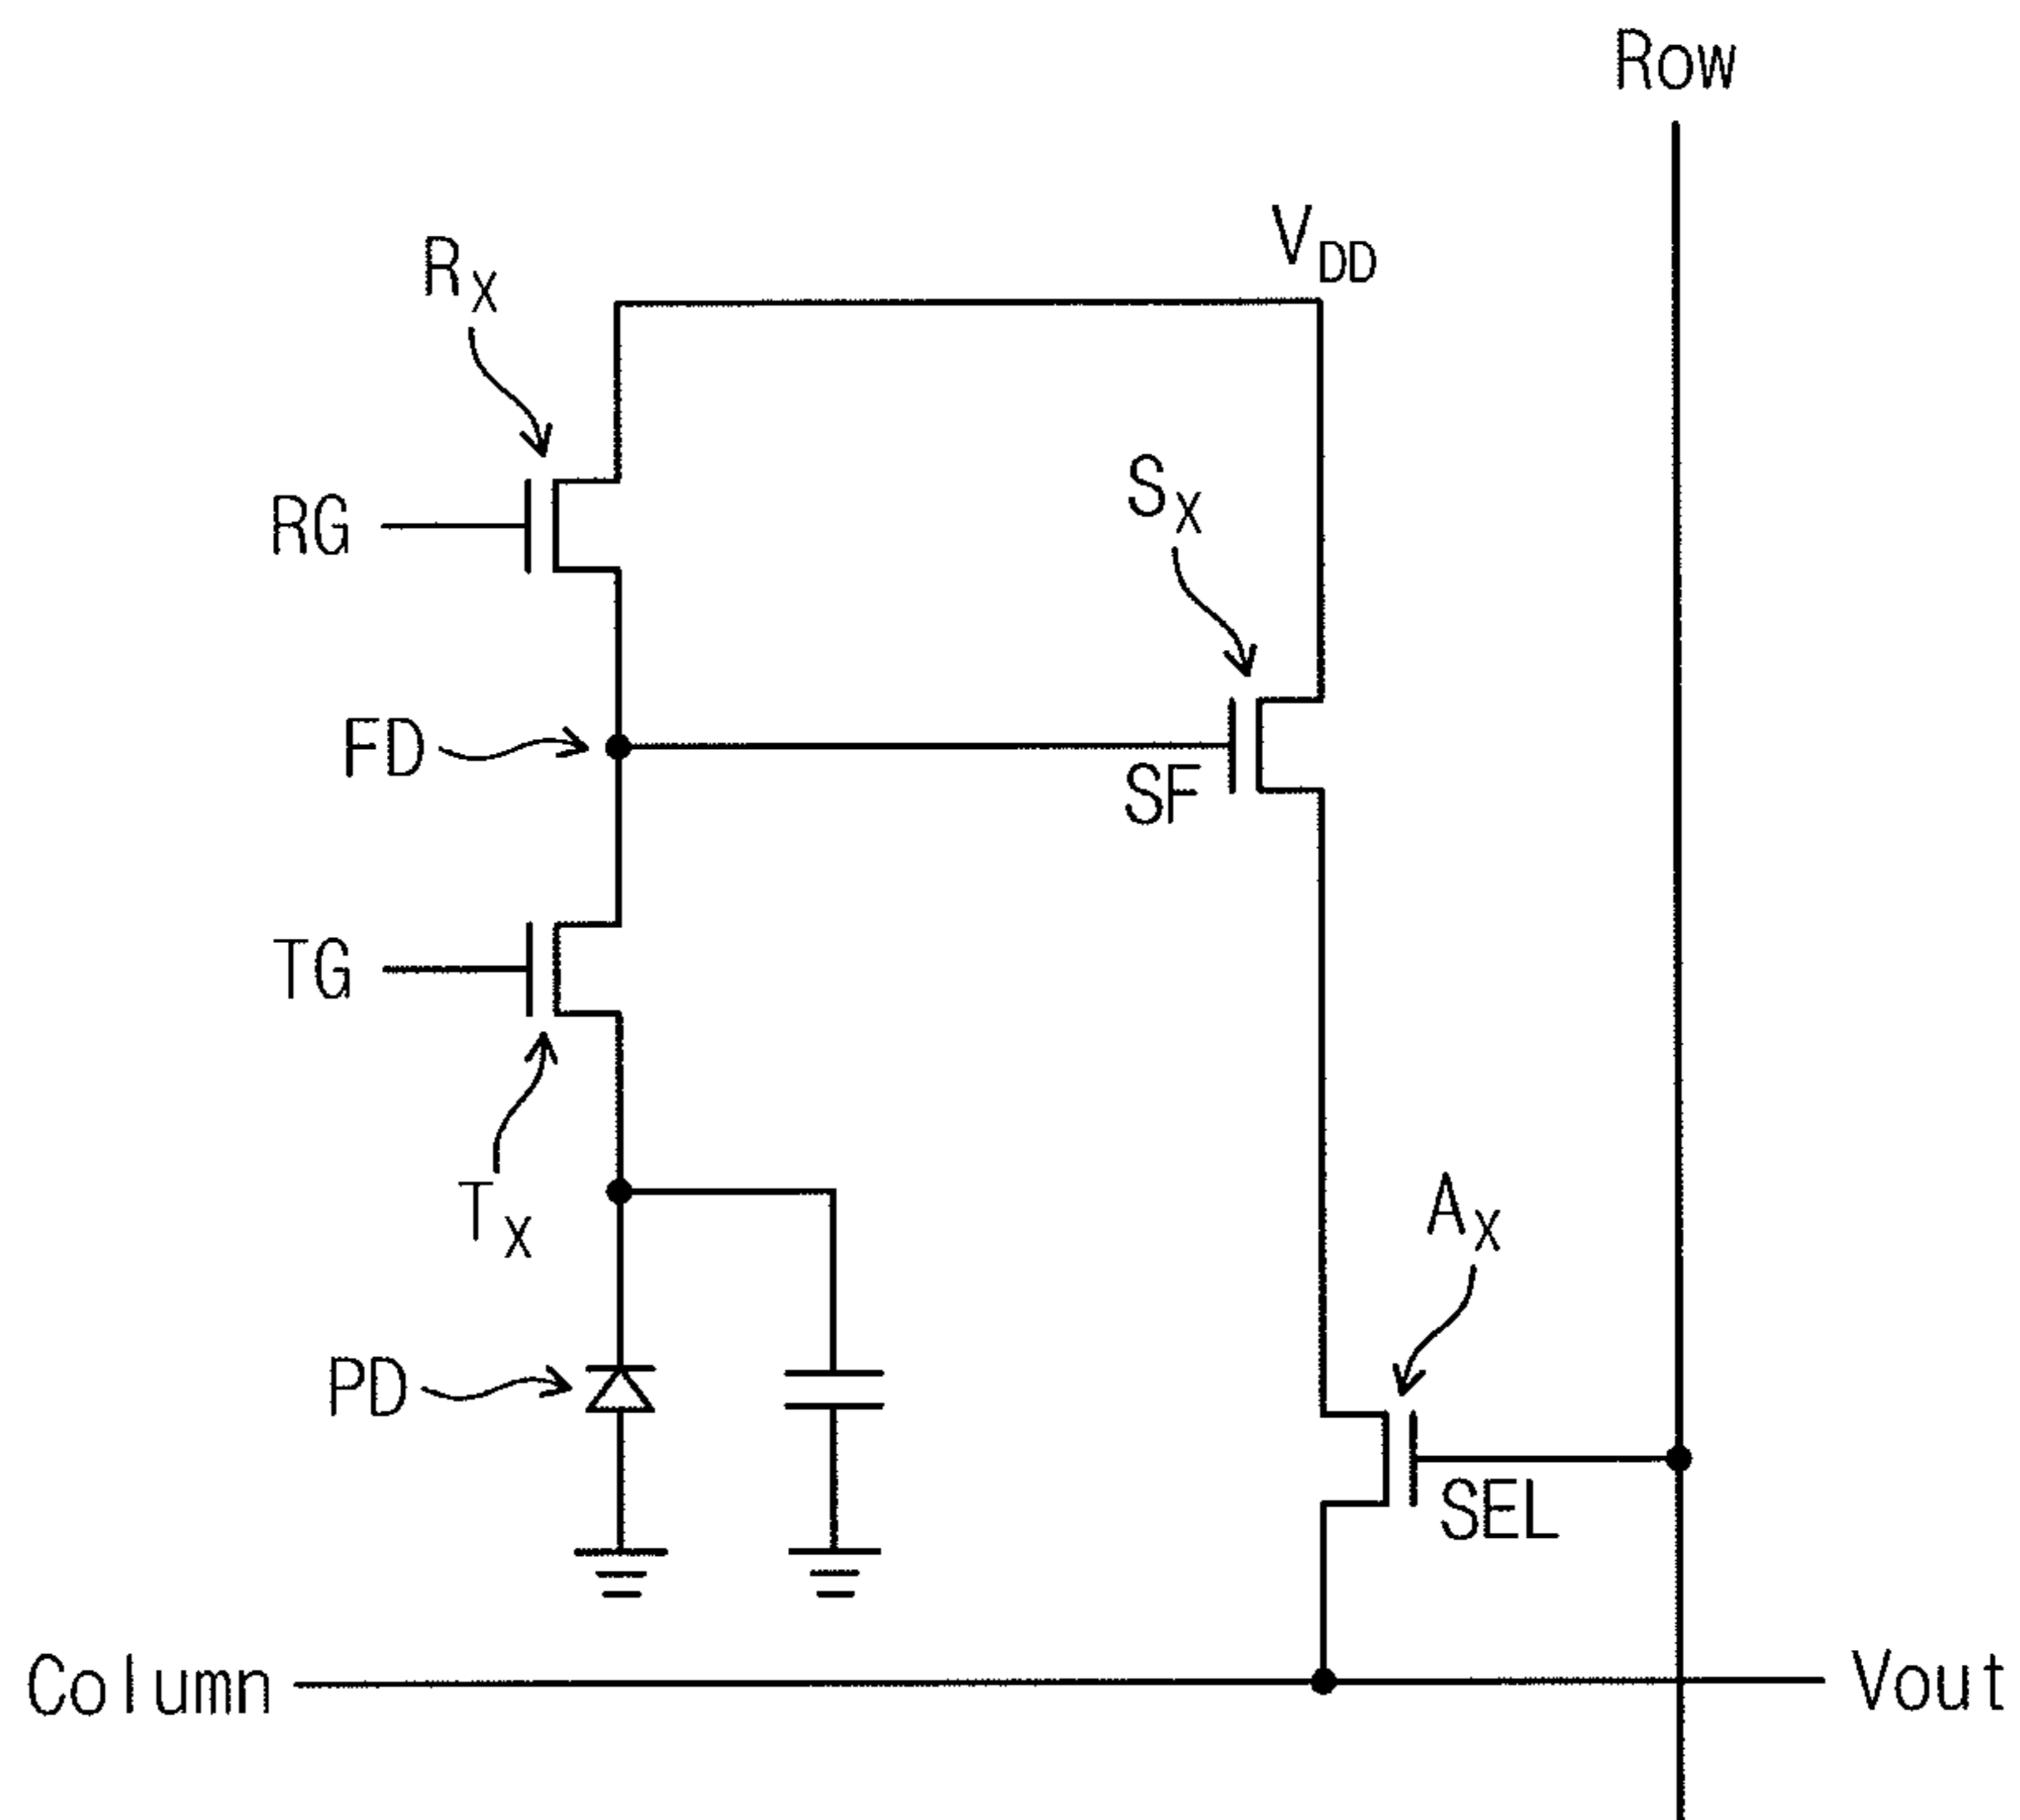 Row
VDD
RX
SX
RG
FD
SF
TG
TX
AX
PD
SEL
Column
Vout